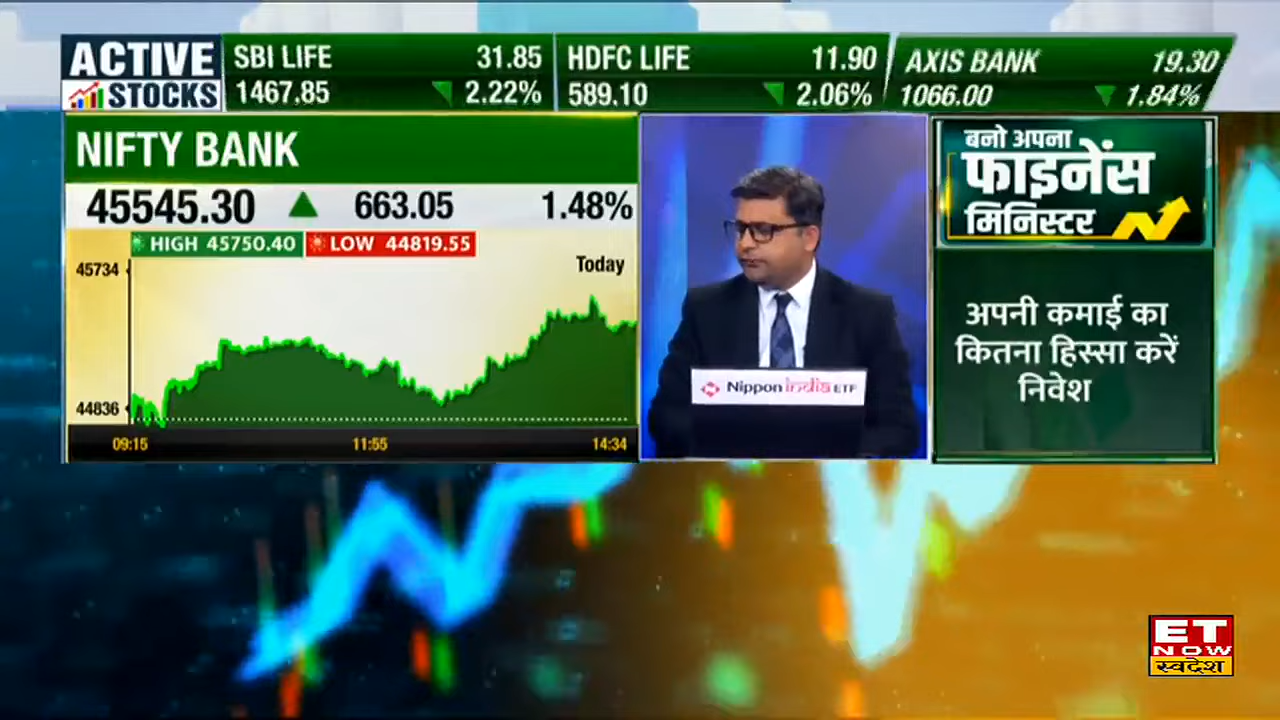 ACTIVE STOCKS
SBI LIFE 31.85
1467.85 2.22%
HDFC LIFE 11.90
589.10 2.06%
AXIS BANK 19.30
1066.00 1.84%
NIFTY BANK
45545.30 663.05 1.48%
HIGH 45750.40 LOW 44819.55
45734
Today
44836
09:15 11:55 14:34
Nippon india ETF
बनो अपना
फाइनेंस
मिनिस्टर
अपनी कमाई का
कितना हिस्सा करें
निवेश
ET
NOW
स्वदेश